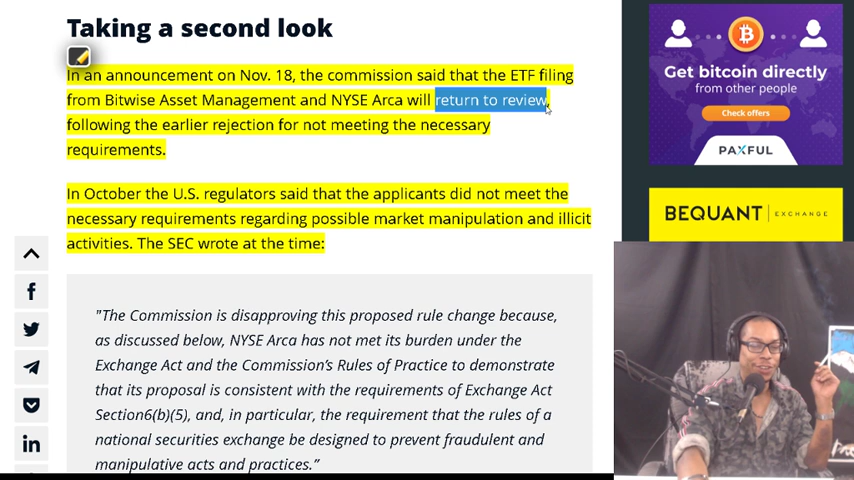 Taking a second look
In an announcement on Nov. 18, the commission said that the ETF filing
from Bitwise Asset Management and NYSE Arca will return to review,
following the earlier rejection for not meeting the necessary
requirements.
In October the U.S. regulators said that the applicants did not meet the
necessary requirements regarding possible market manipulation and illicit
activities. The SEC wrote at the time:
"The Commission is disapproving this proposed rule change because,
as discussed below, NYSE Arca has not met its burden under the
Exchange Act and the Commission's Rules of Practice to demonstrate
that its proposal is consistent with the requirements of Exchange Act
Section6(b)(5), and, in particular, the requirement that the rules of a
national securities exchange be designed to prevent fraudulent and
manipulative acts and practices."
Get bitcoin directly
from other people
Check offers
PAXFUL
BEQUANT | EXCHANGE